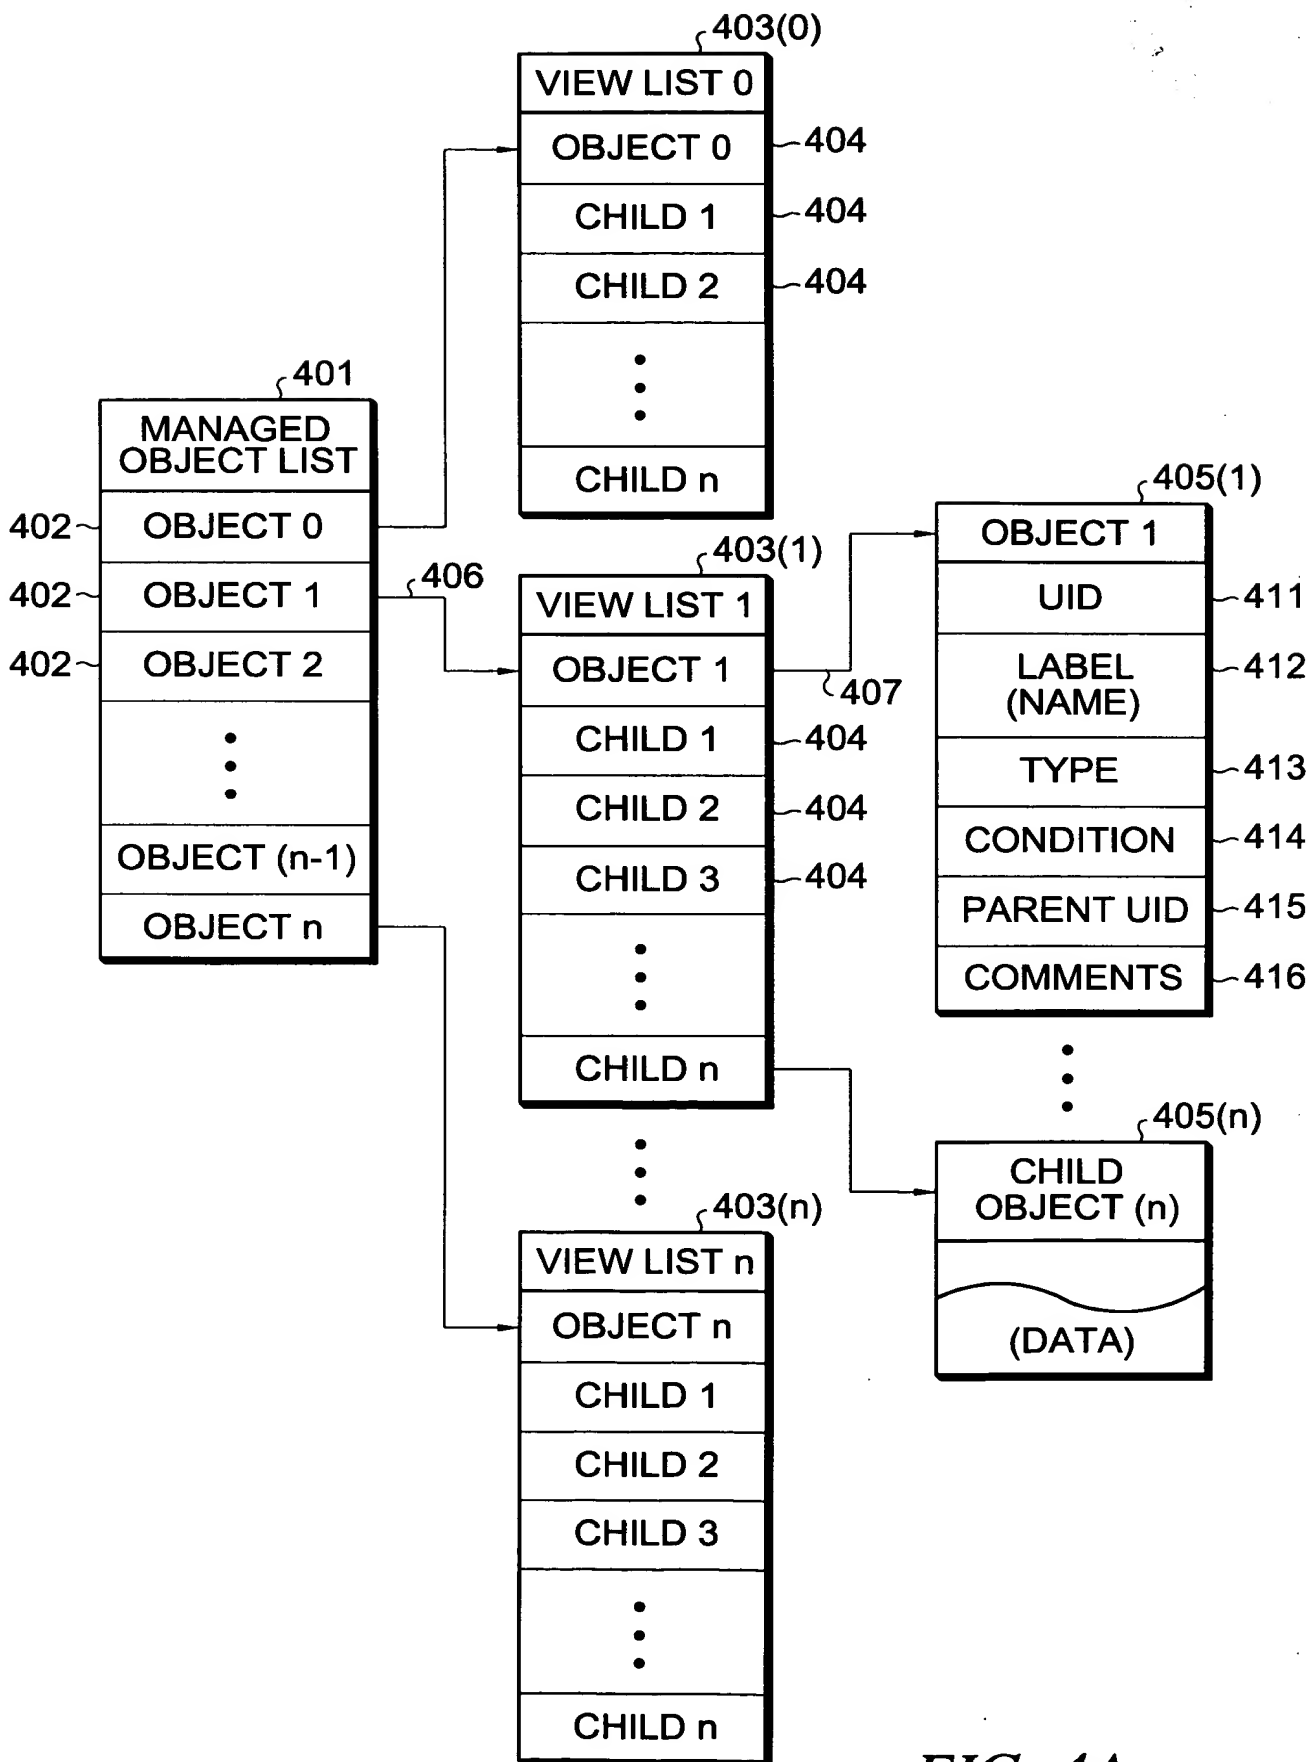 403(0)
VIEW LIST 0
OBJECT 0
404
CHILD 1
404
CHILD 2
404
CHILD n
401
MANAGED
OBJECT LIST
402
OBJECT 0
402
OBJECT 1
406
402
OBJECT 2
OBJECT (n-1)
OBJECT n
403(1)
VIEW LIST 1
OBJECT 1
407
CHILD 1
404
CHILD 2
404
CHILD 3
404
CHILD n
405(1)
OBJECT 1
UID
411
LABEL
(NAME)
412
TYPE
413
CONDITION
414
PARENT UID
415
COMMENTS
416
405(n)
CHILD
OBJECT (n)
(DATA)
403(n)
VIEW LIST n
OBJECT n
CHILD 1
CHILD 2
CHILD 3
CHILD n
FIG. 4A